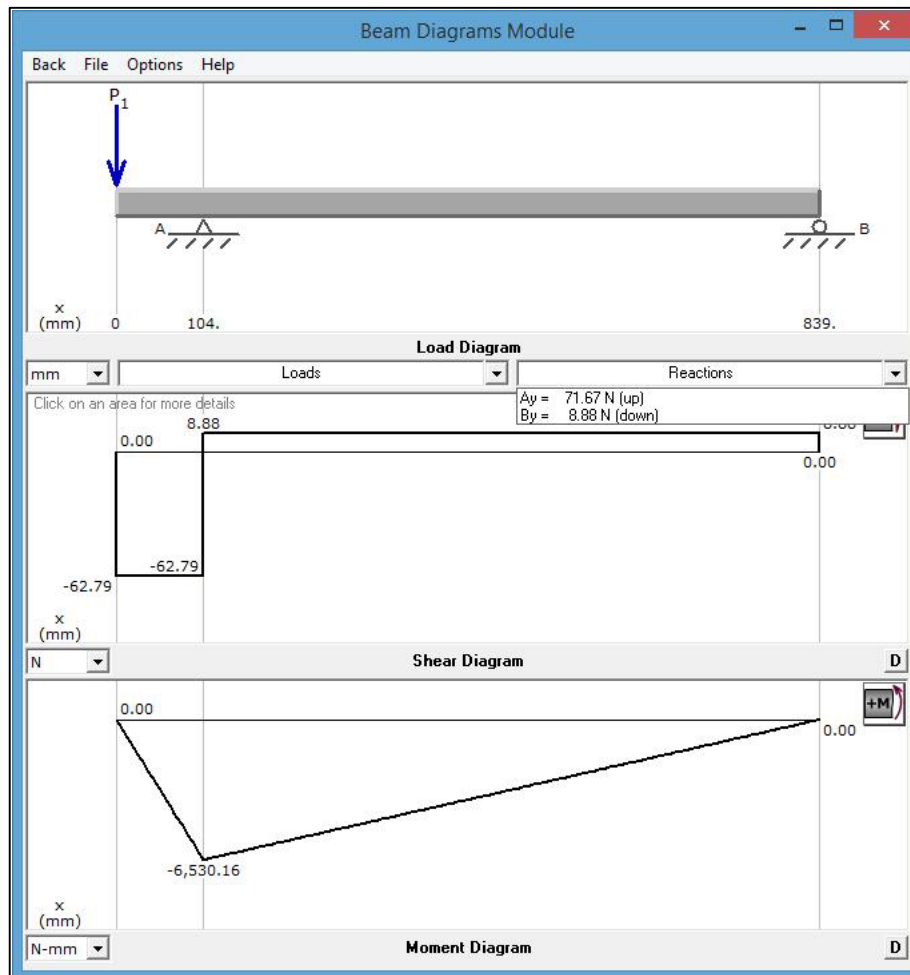 Beam Diagrams Module
Back File Options Help
P1
A
B
x
(mm) 0 104. 839.
Load Diagram
mm Loads Reactions
Click on an area for more details
Ay = 71.67 N (up)
By = 8.88 N (down)
8.88
0.00
0.00
-62.79
-62.79
x
(mm)
N Shear Diagram D
0.00
+M
0.00
-6,530.16
x
(mm)
N-mm Moment Diagram D